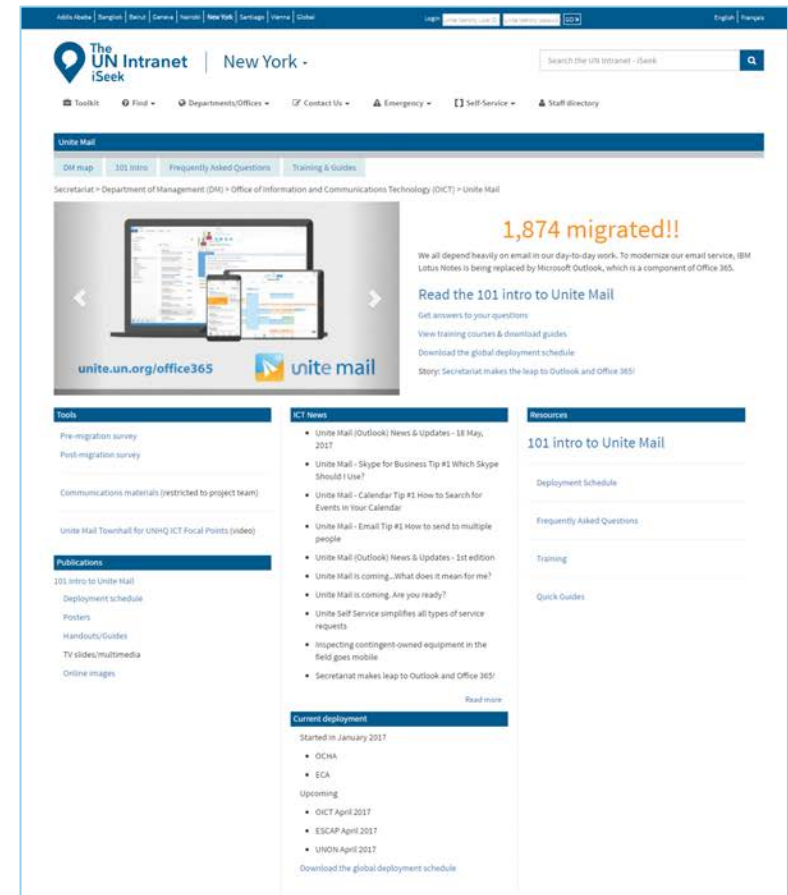 Addis Ababa | Bangkok | Beirut | Geneva | Nairobi | New York | Santiago | Vienna | Global
Login
GO
English | Français
The
UN Intranet
iSeek
New York
Search the UN Intranet - iSeek
Toolkit
Find
Departments/Offices
Contact Us
Emergency
Self-Service
Staff directory
Unite Mail
DM map
101 Intro
Frequently Asked Questions
Training & Guides
Secretariat > Department of Management (DM) > Office of Information and Communications Technology (OICT) > Unite Mail
unite.un.org/office365
unite mail
1,874 migrated!!
We all depend heavily on email in our day-to-day work. To modernize our email service, IBM
Lotus Notes is being replaced by Microsoft Outlook, which is a component of Office 365.
Read the 101 intro to Unite Mail
Get answers to your questions
View training courses & download guides
Download the global deployment schedule
Story: Secretariat makes the leap to Outlook and Office 365!
Tools
Pre-migration survey
Post-migration survey
Communications materials (restricted to project team)
Unite Mail Townhall for UNHQ ICT Focal Points (video)
Publications
101 Intro to Unite Mail
Deployment schedule
Posters
Handouts/Guides
TV slides/multimedia
Online images
ICT News
Unite Mail (Outlook) News & Updates - 18 May,
2017
Unite Mail - Skype for Business Tip #1 Which Skype
Should I Use?
Unite Mail - Calendar Tip #1 How to Search for
Events in Your Calendar
Unite Mail - Email Tip #1 How to send to multiple
people
Unite Mail (Outlook) News & Updates - 1st edition
Unite Mail is coming...What does it mean for me?
Unite Mail is coming. Are you ready?
Unite Self Service simplifies all types of service
requests
Inspecting contingent-owned equipment in the
field goes mobile
Secretariat makes leap to Outlook and Office 365!
Read more
Current deployment
Started in January 2017
OCHA
ECA
Upcoming
OICT April 2017
ESCAP April 2017
UNON April 2017
Download the global deployment schedule
Resources
101 intro to Unite Mail
Deployment Schedule
Frequently Asked Questions
Training
Quick Guides